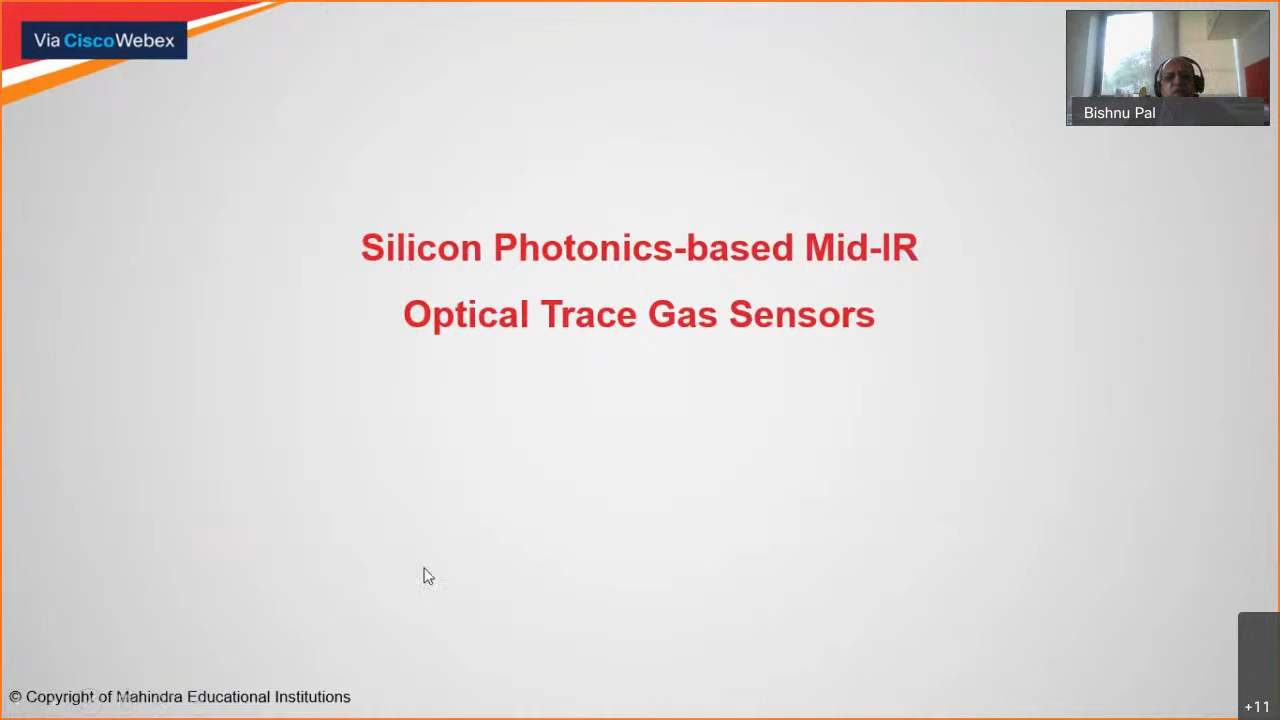 Via CiscoWebex
Bishnu Pal
Silicon Photonics-based Mid-IR
Optical Trace Gas Sensors
© Copyright of Mahindra Educational Institutions
+11